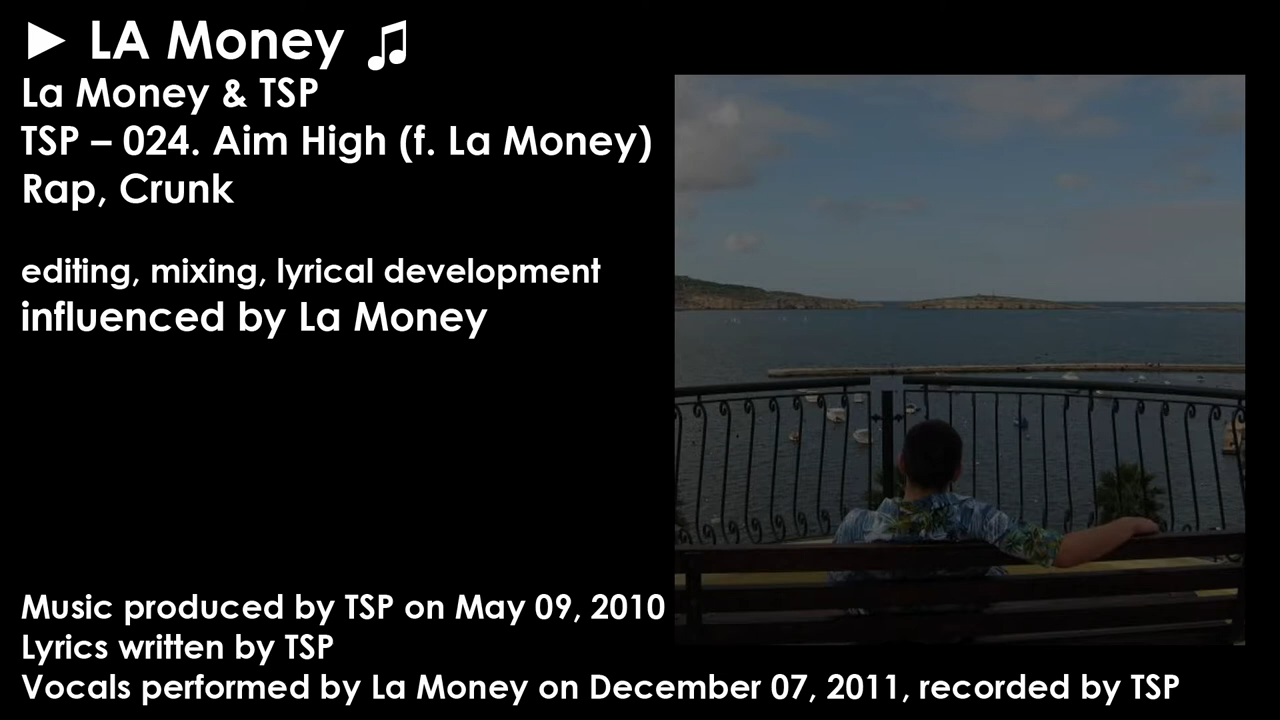 ► LA Money ♫
La Money & TSP
TSP – 024. Aim High (f. La Money)
Rap, Crunk
editing, mixing, lyrical development
influenced by La Money
Music produced by TSP on May 09, 2010
Lyrics written by TSP
Vocals performed by La Money on December 07, 2011, recorded by TSP